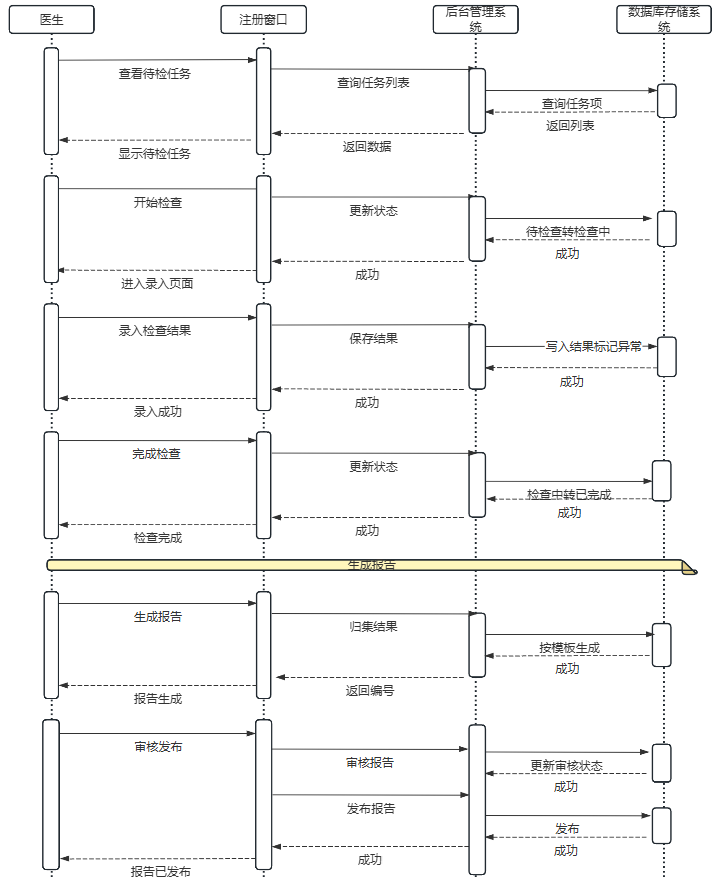 医生
注册窗口
后台管理系
统
数据库存储系
统
查看待检任务
查询任务列表
查询任务项
返回列表
返回数据
显示待检任务
开始检查
更新状态
待检查转检查中
成功
成功
进入录入页面
录入检查结果
保存结果
写入结果标记异常
成功
成功
录入成功
完成检查
更新状态
检查中转已完成
成功
成功
检查完成
生成报告
生成报告
归集结果
按模板生成
成功
返回编号
报告生成
审核发布
审核报告
更新审核状态
成功
发布报告
发布
成功
成功
报告已发布